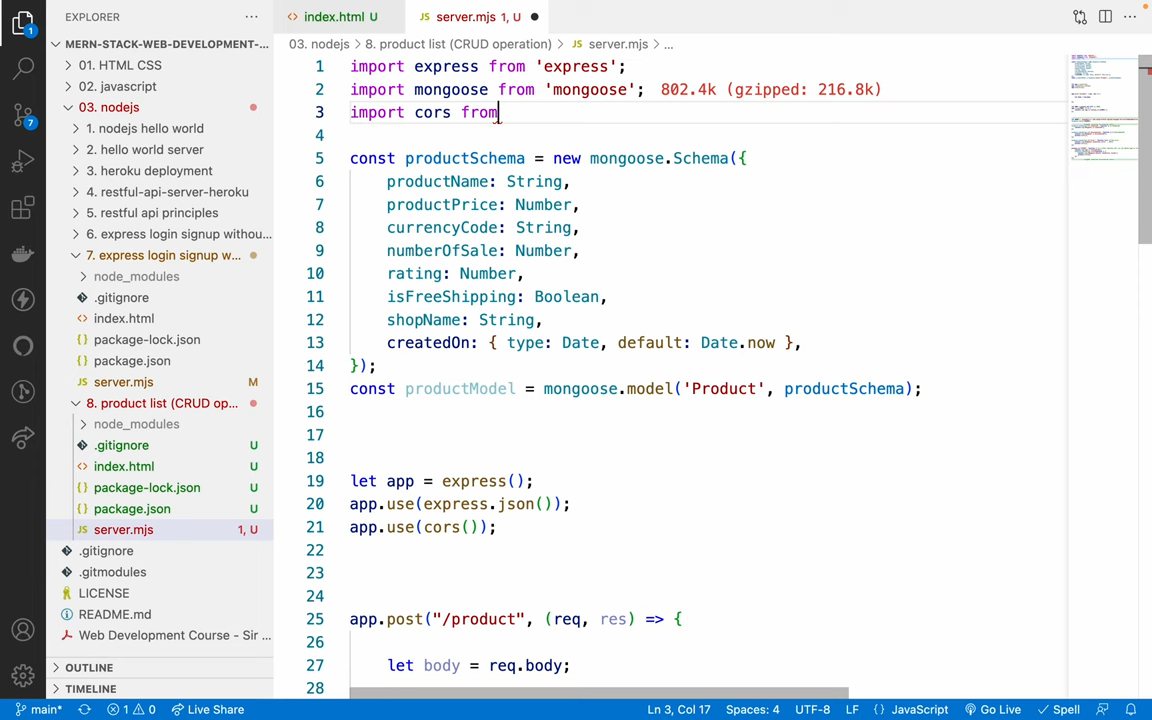 EXPLORER
MERN-STACK-WEB-DEVELOPMENT-...
01. HTML CSS
02. javascript
03. nodejs
1. nodejs hello world
2. hello world server
3. heroku deployment
4. restful-api-server-heroku
5. restful api principles
6. express login signup withou...
7. express login signup w...
node_modules
.gitignore
index.html
package-lock.json
package.json
JS server.mjs M
8. product list (CRUD op...
node_modules
.gitignore U
index.html U
package-lock.json U
package.json U
JS server.mjs 1, U
.gitignore
.gitmodules
LICENSE
README.md
Web Development Course - Sir ...
OUTLINE
TIMELINE
1
7
index.html U
JS server.mjs 1, U
03. nodejs > 8. product list (CRUD operation) > JS server.mjs > ...
1 import express from 'express';
2 import mongoose from 'mongoose'; 802.4k (gzipped: 216.8k)
3 import cors from
4
5 const productSchema = new mongoose.Schema({
6 productName: String,
7 productPrice: Number,
8 currencyCode: String,
9 numberOfSale: Number,
10 rating: Number,
11 isFreeShipping: Boolean,
12 shopName: String,
13 createdOn: { type: Date, default: Date.now },
14 });
15 const productModel = mongoose.model('Product', productSchema);
16
17
18
19 let app = express();
20 app.use(express.json());
21 app.use(cors());
22
23
24
25 app.post("/product", (req, res) => {
26
27 let body = req.body;
28
main* 1 0 Live Share Ln 3, Col 17 Spaces: 4 UTF-8 LF {} JavaScript Go Live Spell